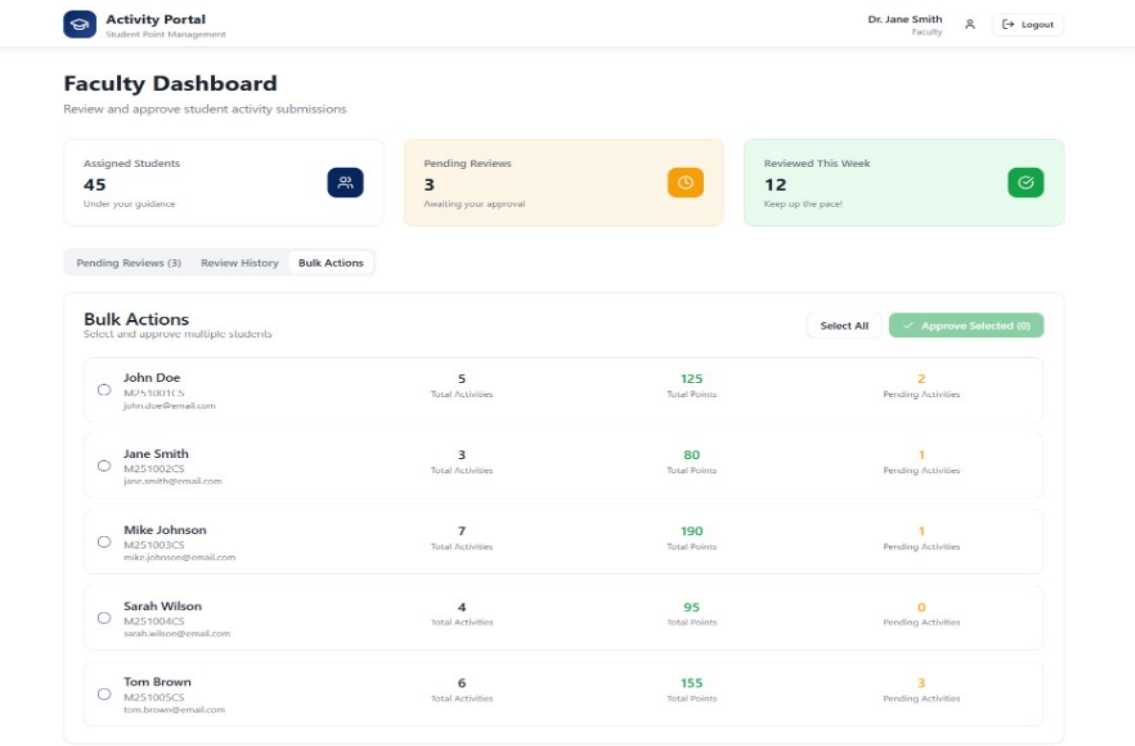 Activity Portal
Student Point Management
Dr. Jane Smith
Faculty
Logout
Faculty Dashboard
Review and approve student activity submissions
Assigned Students
45
Under your guidance
Pending Reviews
3
Awaiting your approval
Reviewed This Week
12
Keep up the pace!
Pending Reviews (3) Review History Bulk Actions
Bulk Actions
Select and approve multiple students
Select All Approve Selected (0)
John Doe
M251001CS
john.doe@email.com
5
Total Activities
125
Total Points
2
Pending Activities
Jane Smith
M251002CS
jane.smith@email.com
3
Total Activities
80
Total Points
1
Pending Activities
Mike Johnson
M251003CS
mike.johnson@email.com
7
Total Activities
190
Total Points
1
Pending Activities
Sarah Wilson
M251004CS
sarah.wilson@email.com
4
Total Activities
95
Total Points
0
Pending Activities
Tom Brown
M251005CS
tom.brown@email.com
6
Total Activities
155
Total Points
3
Pending Activities